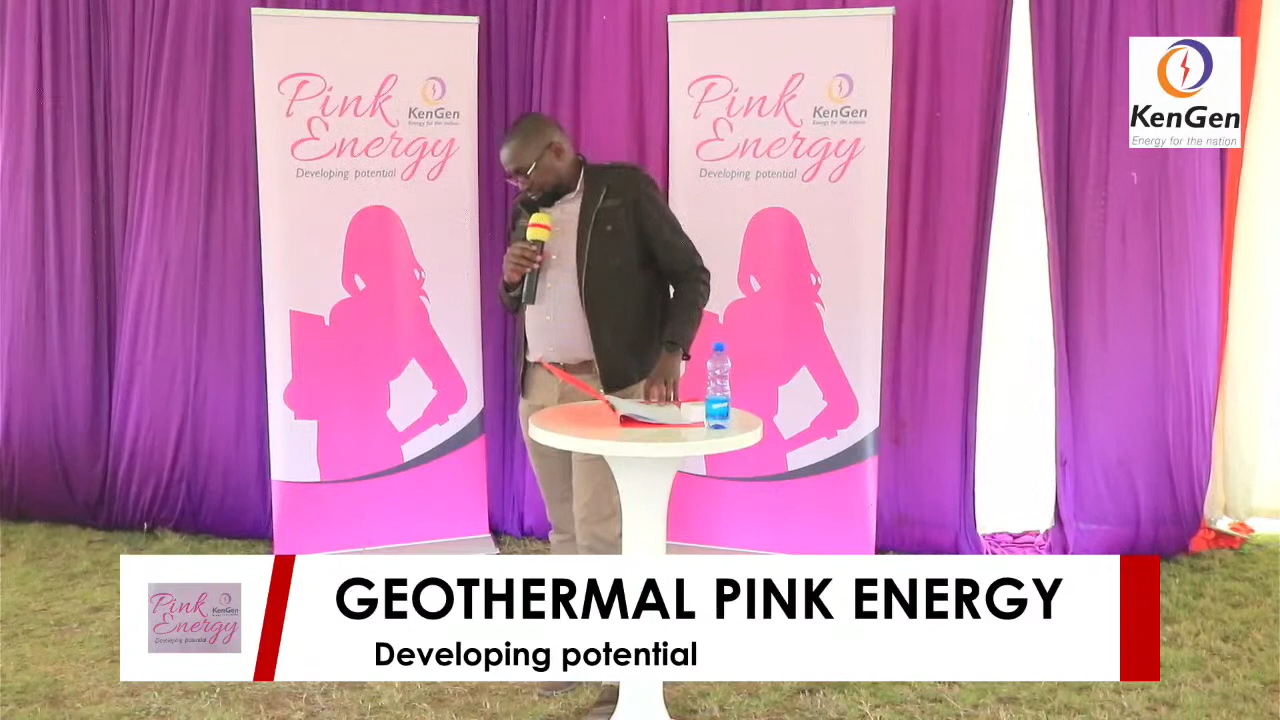 Pink
Energy
KenGen
Energy for the nation
Developing potential
Pink
Energy
KenGen
Energy for the nation
Developing potential
KenGen
Energy for the nation
Pink
Energy
KenGen
Developing potential
GEOTHERMAL PINK ENERGY
Developing potential